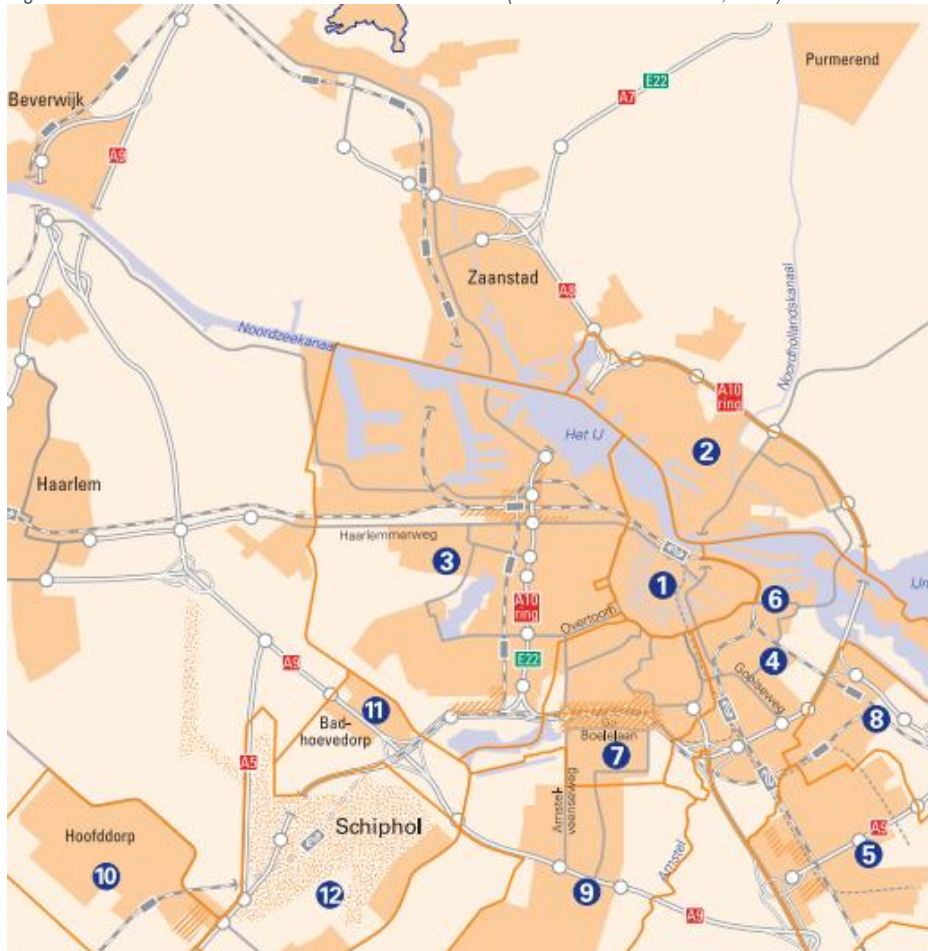 E22
A7
Purmerend
Beverwijk
A9
Zaanstad
A8
Noordzeekanaal
Noordhollandskanaal
A10
ring
Het IJ
2
Haarlem
Haarlemmerweg
3
1
A10
ring
Overtoom
6
E22
4
Gooiseweg
A9
11
Bad-
hoevedorp
8
Boelelaan
7
A5
Amstel-
veenseweg
Schiphol
Hoofddorp
Amstel
A9
5
10
12
9
A9